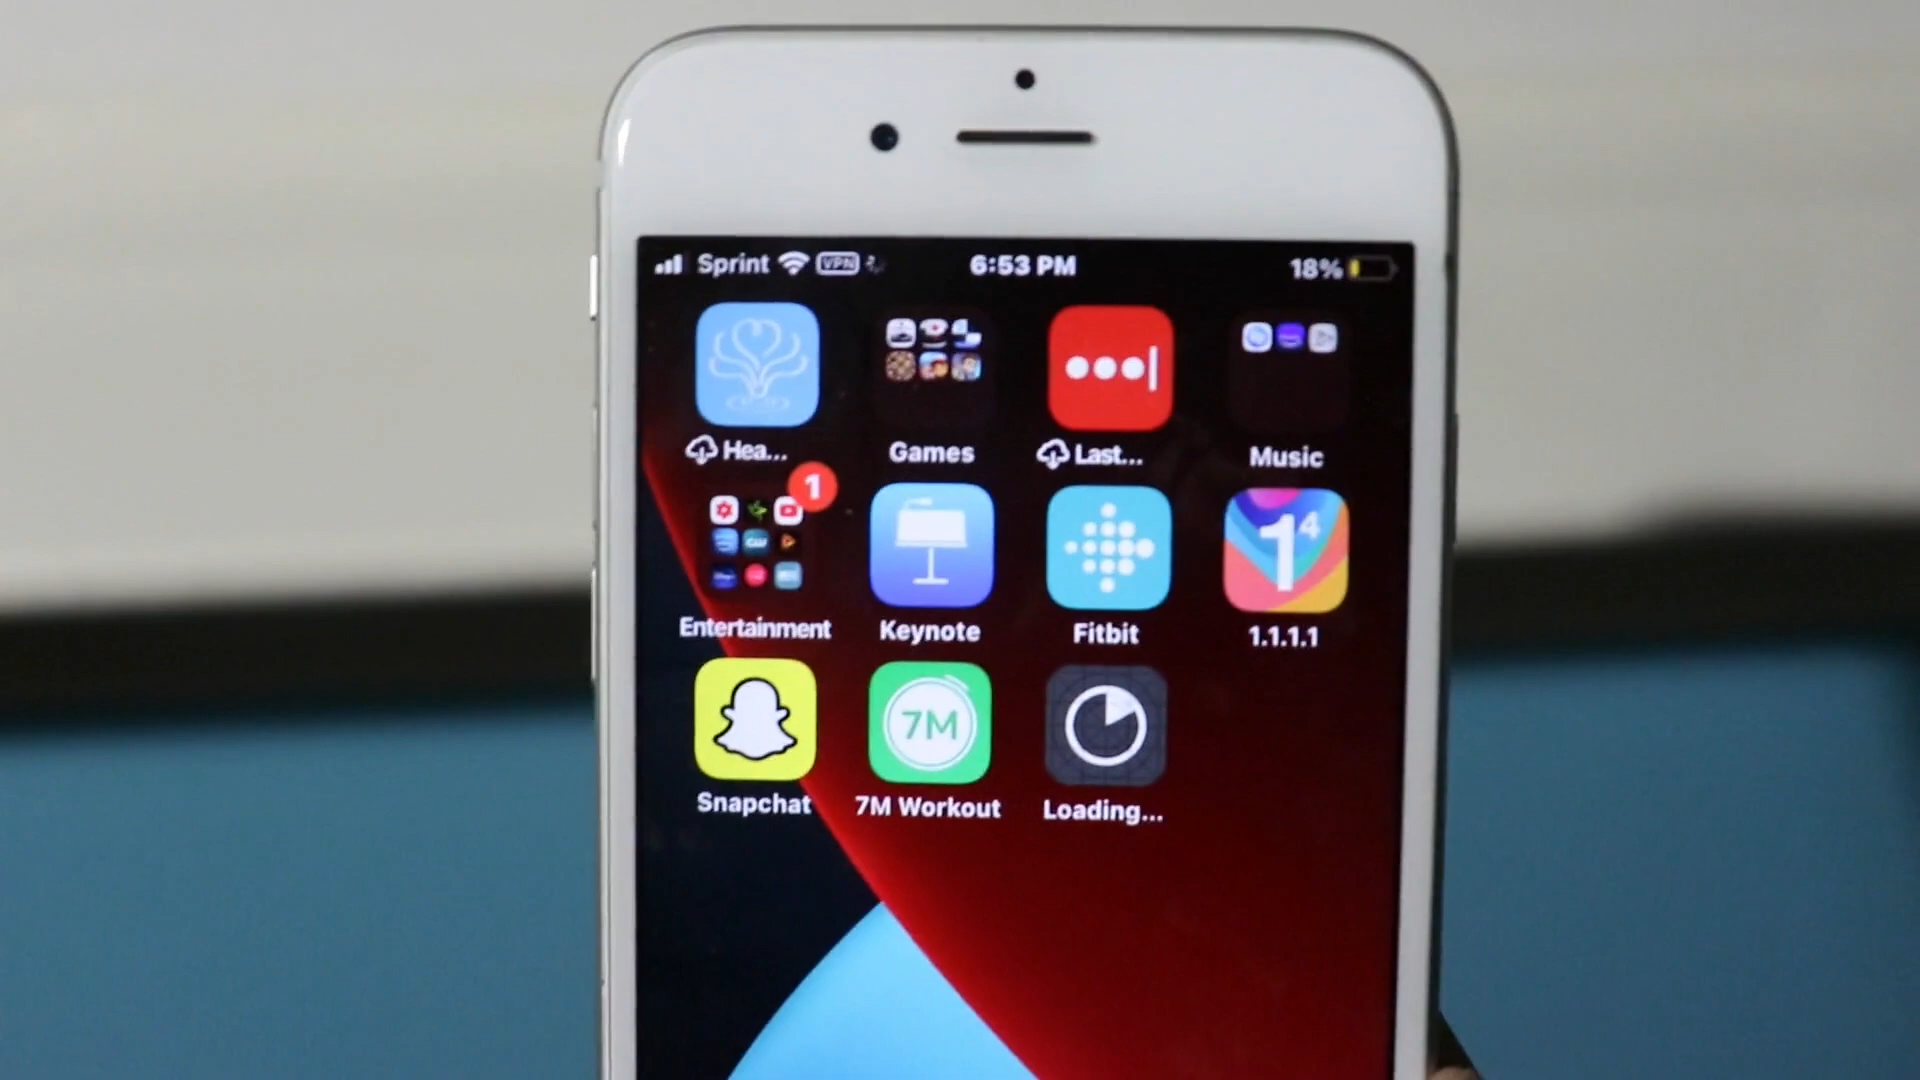 Sprint VPN 6:53 PM 18%
Hea... Games Last... Music
1
14
Entertainment Keynote Fitbit 1.1.1.1
7M
Snapchat 7M Workout Loading...